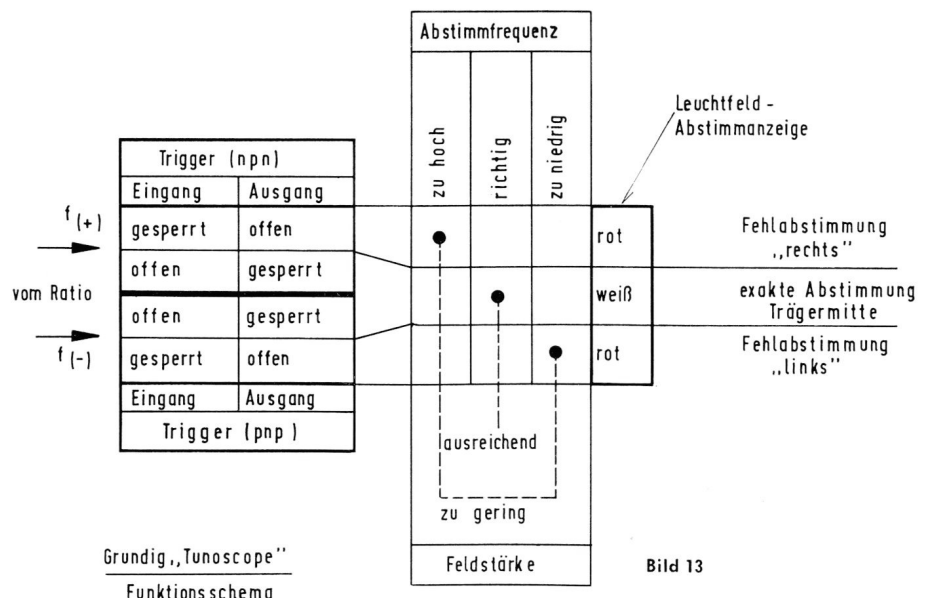 Abstimmfrequenz
zu hoch
richtig
zu niedrig
Leuchtfeld -
Abstimmanzeige
Trigger (npn)
Eingang Ausgang
f (+)
gesperrt offen
offen gesperrt
vom Ratio
offen gesperrt
gesperrt offen
f (-)
Eingang Ausgang
Trigger (pnp)
rot
weiß
rot
Fehlabstimmung
,,rechts"
exakte Abstimmung
Trägermitte
Fehlabstimmung
,,links"
ausreichend
zu gering
Feldstärke
Grundig ,,Tunoscope"
Funktionsschema
Bild 13